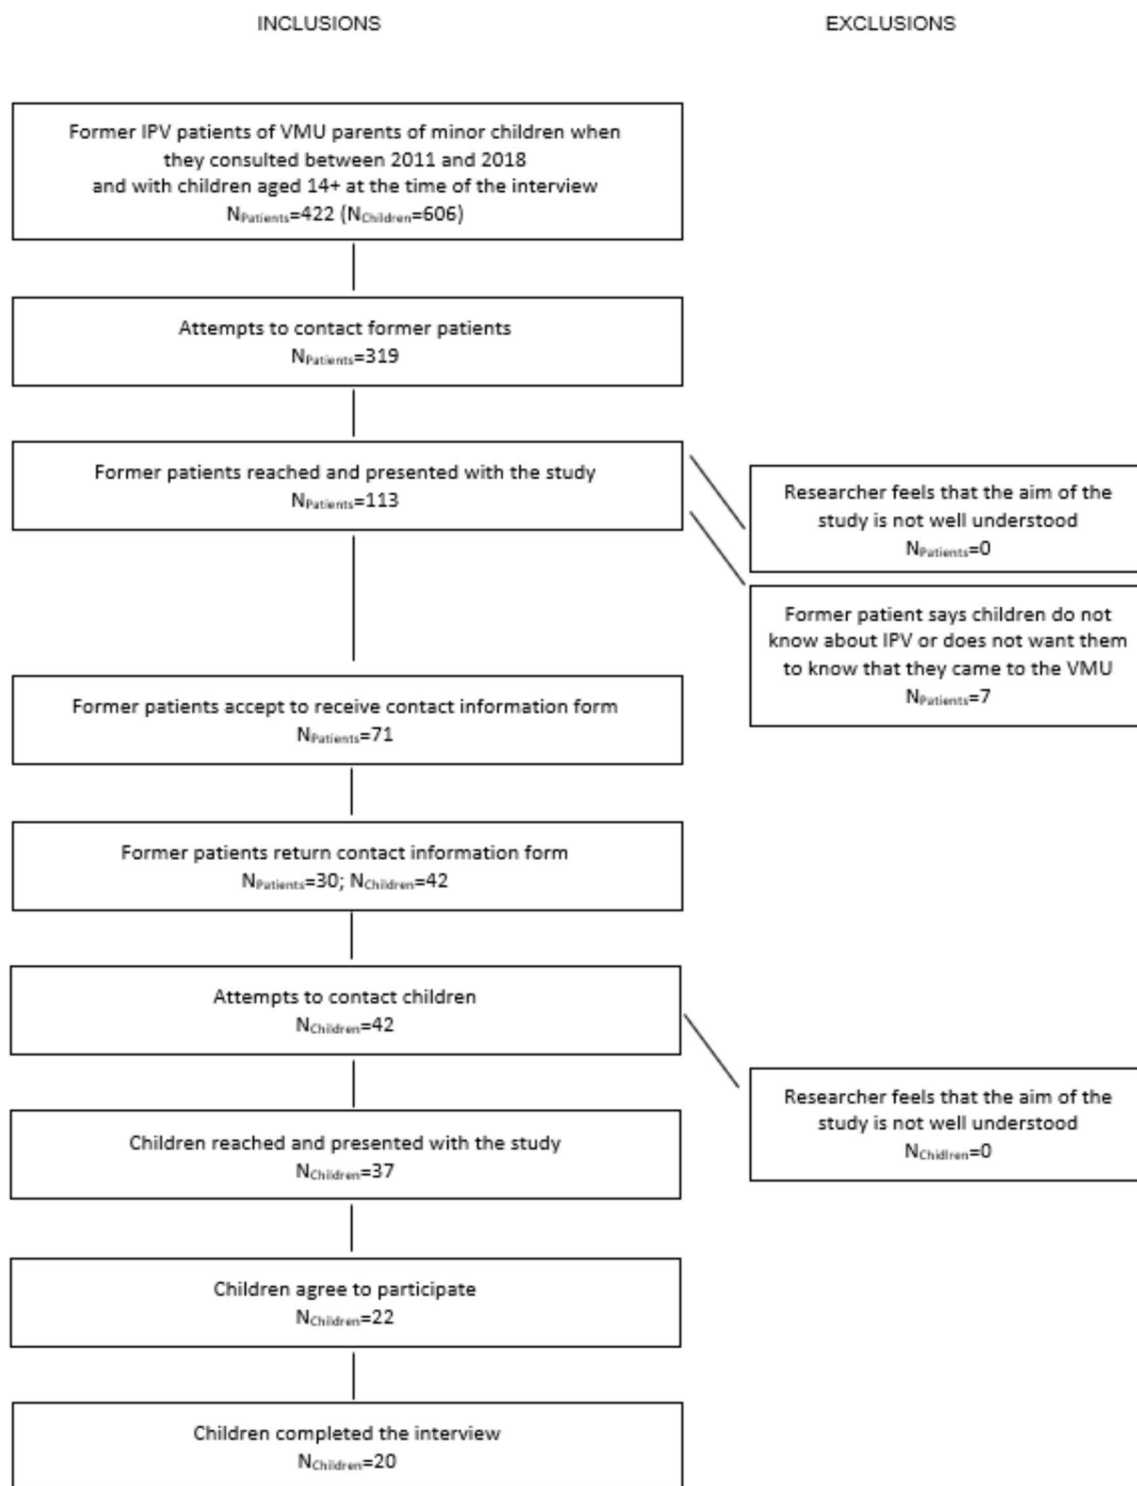 INCLUSIONS
EXCLUSIONS
Former IPV patients of VMU parents of minor children when
they consulted between 2011 and 2018
and with children aged 14+ at the time of the interview
NPatients=422 (NChildren=606)
Attempts to contact former patients
NPatients=319
Former patients reached and presented with the study
NPatients=113
Researcher feels that the aim of the
study is not well understood
NPatients=0
Former patient says children do not
know about IPV or does not want them
to know that they came to the VMU
NPatients=7
Former patients accept to receive contact information form
NPatients=71
Former patients return contact information form
NPatients=30; NChildren=42
Attempts to contact children
NChildren=42
Researcher feels that the aim of the
study is not well understood
NChidlren=0
Children reached and presented with the study
NChildren=37
Children agree to participate
NChildren=22
Children completed the interview
NChildren=20